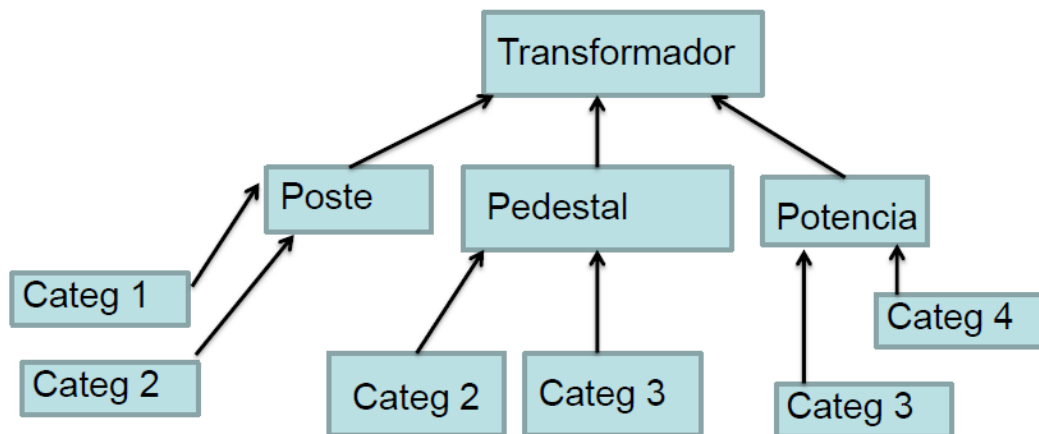 Transformador
Poste
Pedestal
Potencia
Categ 1
Categ 2
Categ 2
Categ 3
Categ 3
Categ 4